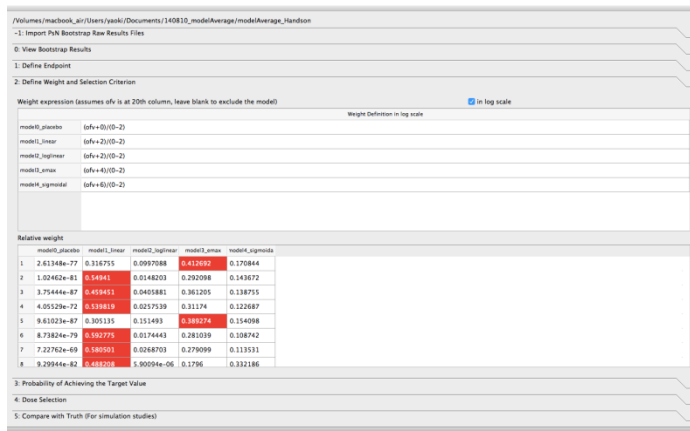 /Volumes/macbook_air/Users/yaoki/Documents/140810_modelAverage/modelAverage_Handson
-1: Import PsN Bootstrap Raw Results Files
0: View Bootstrap Results
1: Define Endpoint
2: Define Weight and Selection Criterion
Weight expression (assumes ofv is at 20th column, leave blank to exclude the model) in log scale
Weight Definition in log scale
model0_placebo (ofv+0)/(0-2)
model1_linear (ofv+2)/(0-2)
model2_loglinear (ofv+2)/(0-2)
model3_emax (ofv+4)/(0-2)
model4_sigmoidal (ofv+6)/(0-2)
Relative weight
model0_placebo model1_linear model2_loglinear model3_emax model4_sigmoida
1 2.61348e-77 0.316755 0.0997088 0.412692 0.170844
2 1.02462e-81 0.54941 0.0148203 0.292098 0.143672
3 3.75444e-87 0.459451 0.0405881 0.361205 0.138755
4 4.05529e-72 0.539819 0.0257539 0.31174 0.122687
5 9.61023e-87 0.305135 0.151493 0.389274 0.154098
6 8.73824e-79 0.592775 0.0174443 0.281039 0.108742
7 7.22762e-69 0.580501 0.0268703 0.279099 0.113531
8 9.29944e-82 0.488208 5.90094e-06 0.1796 0.332186
3: Probability of Achieving the Target Value
4: Dose Selection
5: Compare with Truth (For simulation studies)